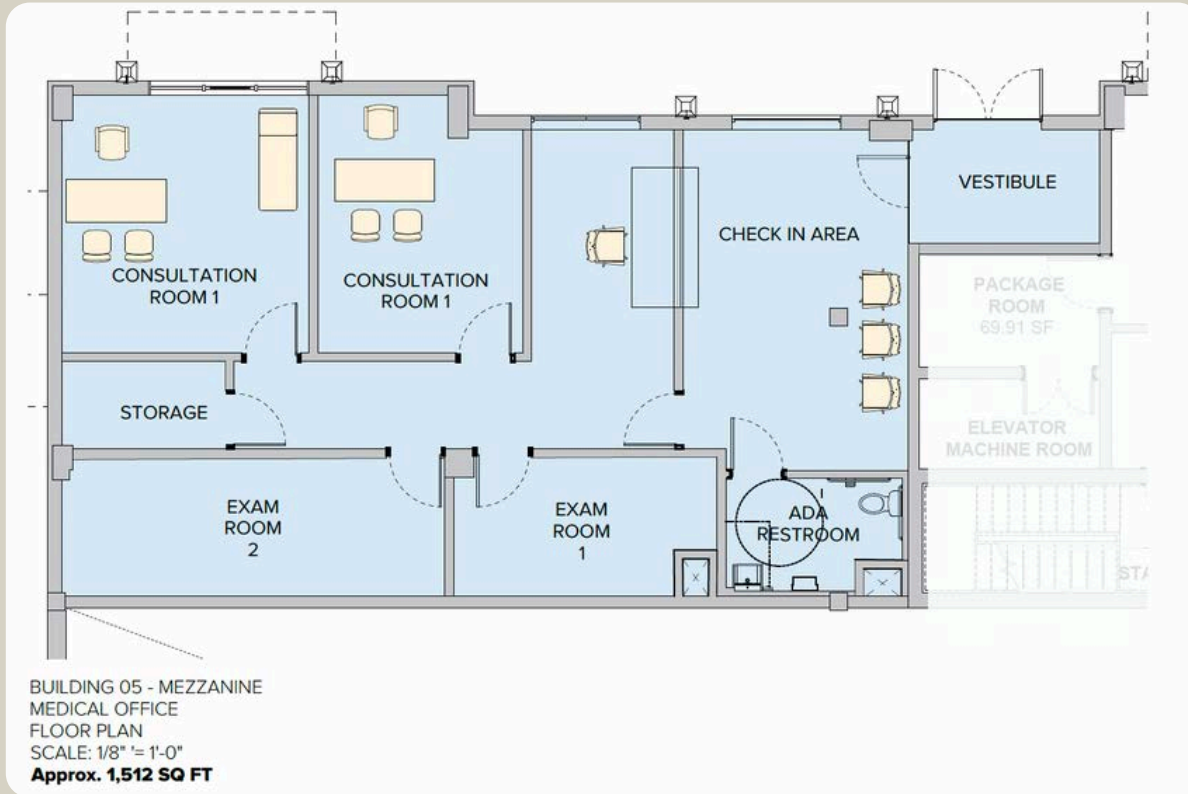 CONSULTATION
ROOM 1
CONSULTATION
ROOM 1
CHECK IN AREA
VESTIBULE
PACKAGE
ROOM
69.91 SF
STORAGE
ELEVATOR
MACHINE ROOM
EXAM
ROOM
2
EXAM
ROOM
1
ADA
RESTROOM
STA
BUILDING 05 - MEZZANINE
MEDICAL OFFICE
FLOOR PLAN
SCALE: 1/8" '= 1'-0"
Approx. 1,512 SQ FT